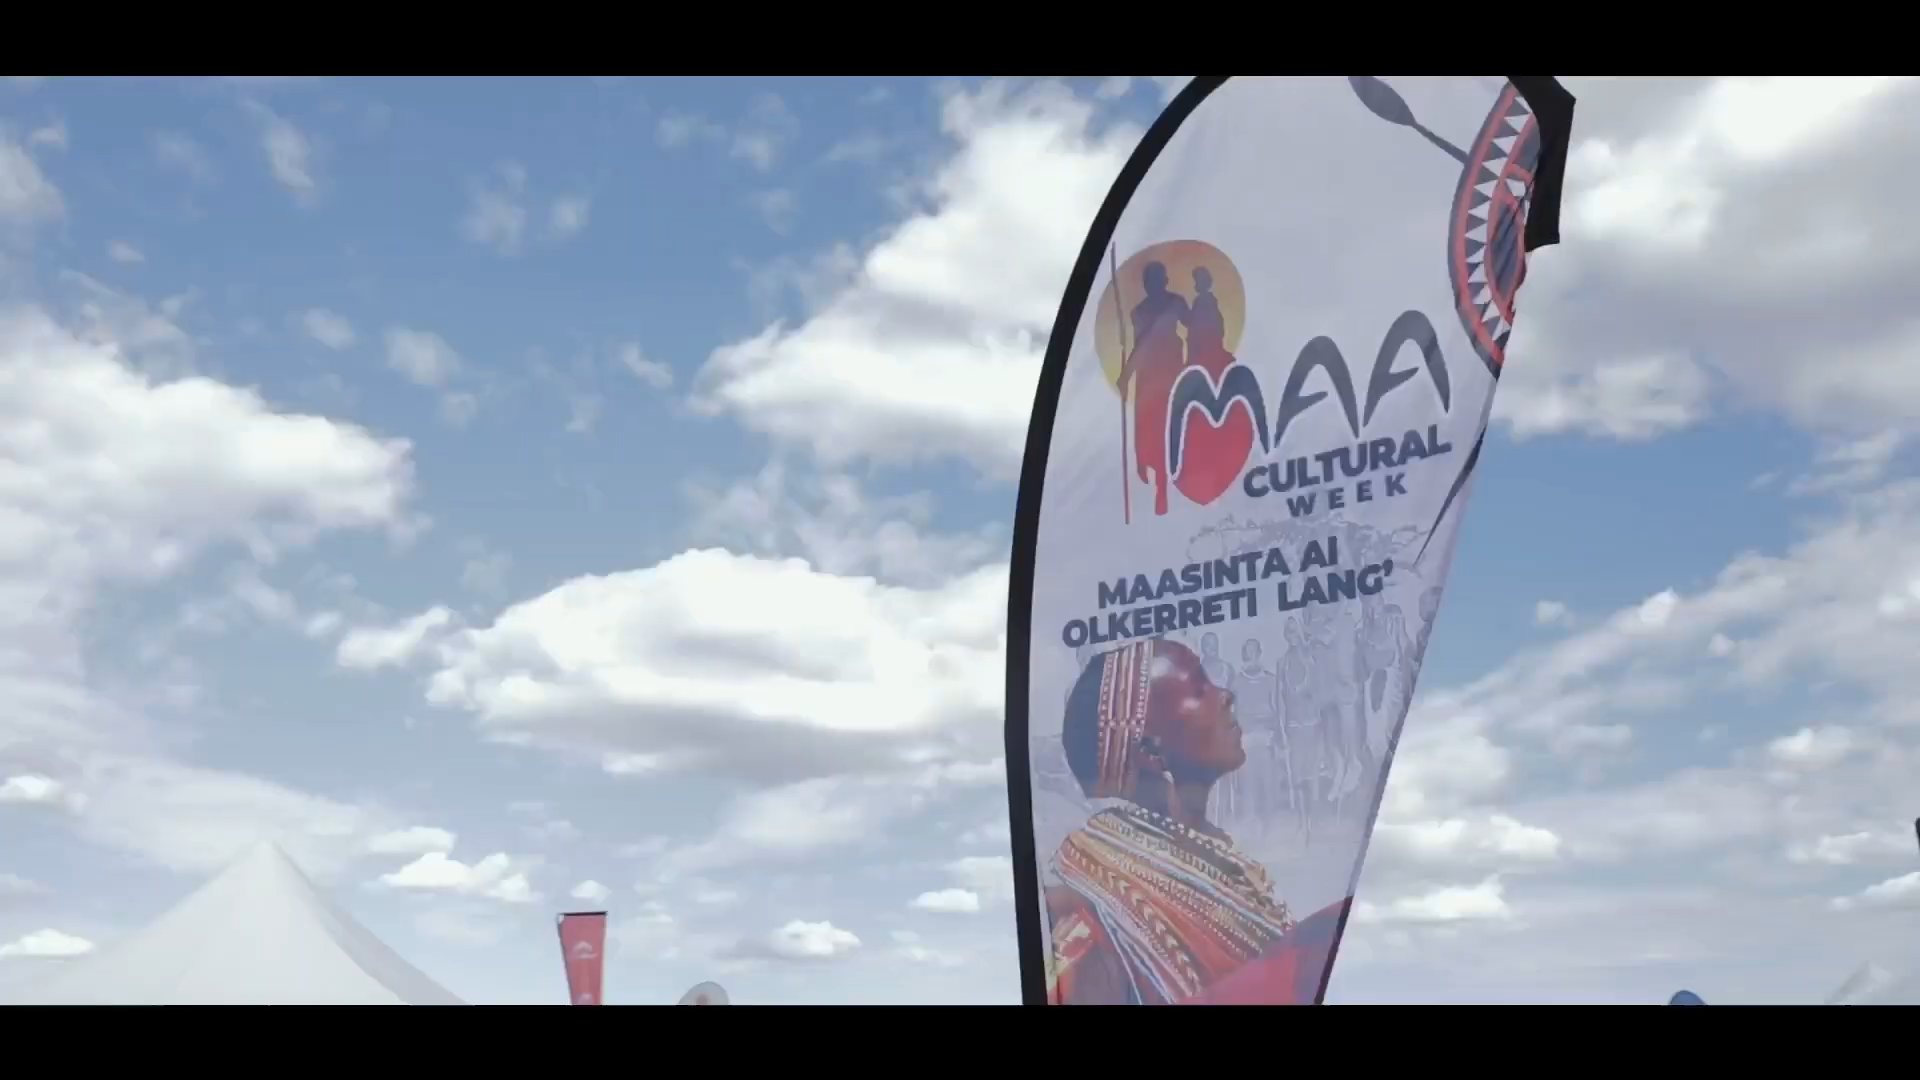 MAA
CULTURAL
WEEK
MAASINTA AI
OLKERRETI LANG'